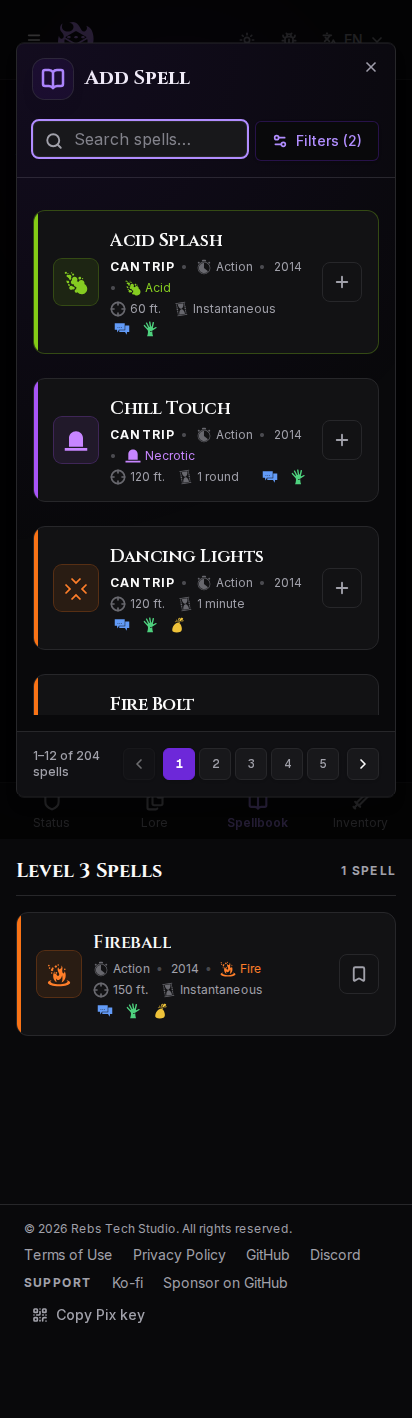 EN
Add Spell
Search spells...
Filters (2)
Acid Splash
CANTRIP • Action • 2014
• Acid
60 ft. Instantaneous
Chill Touch
CANTRIP • Action • 2014
• Necrotic
120 ft. 1 round
Dancing Lights
CANTRIP • Action • 2014
120 ft. 1 minute
Fire Bolt
1–12 of 204
spells
1 2 3 4 5
Status Lore Spellbook Inventory
Level 3 Spells 1 SPELL
Fireball
Action • 2014 • Fire
150 ft. Instantaneous
© 2026 Rebs Tech Studio. All rights reserved.
Terms of Use Privacy Policy GitHub Discord
SUPPORT Ko-fi Sponsor on GitHub
Copy Pix key